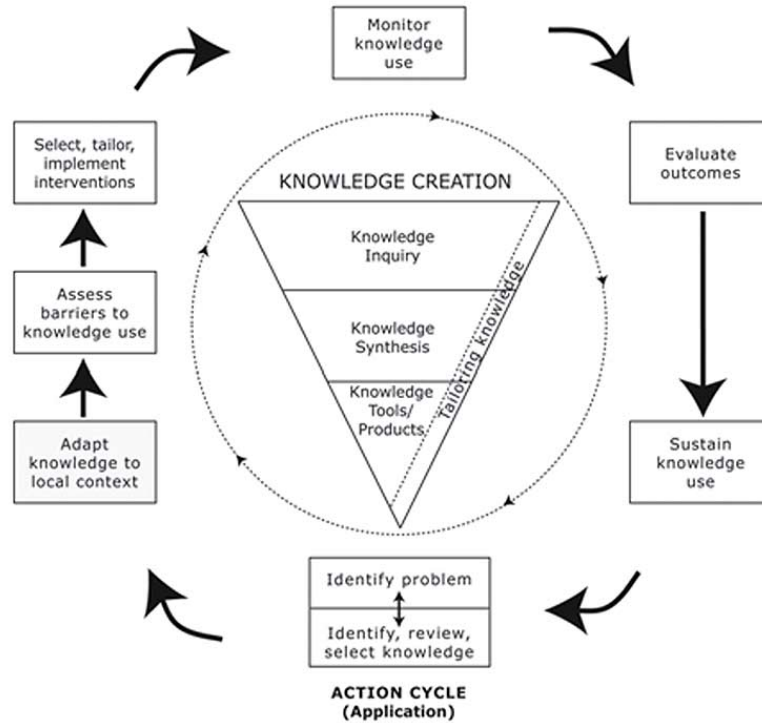 Monitor
knowledge
use
Select, tailor,
implement
interventions
Evaluate
outcomes
KNOWLEDGE CREATION
Knowledge
Inquiry
Assess
barriers to
knowledge use
Knowledge
Synthesis
Tailoting knowledge
Knowledge
Tools/
Products
Adapt
knowledge to
local context
Sustain
knowledge
use
Identify problem
Identify, review,
select knowledge
ACTION CYCLE
(Application)